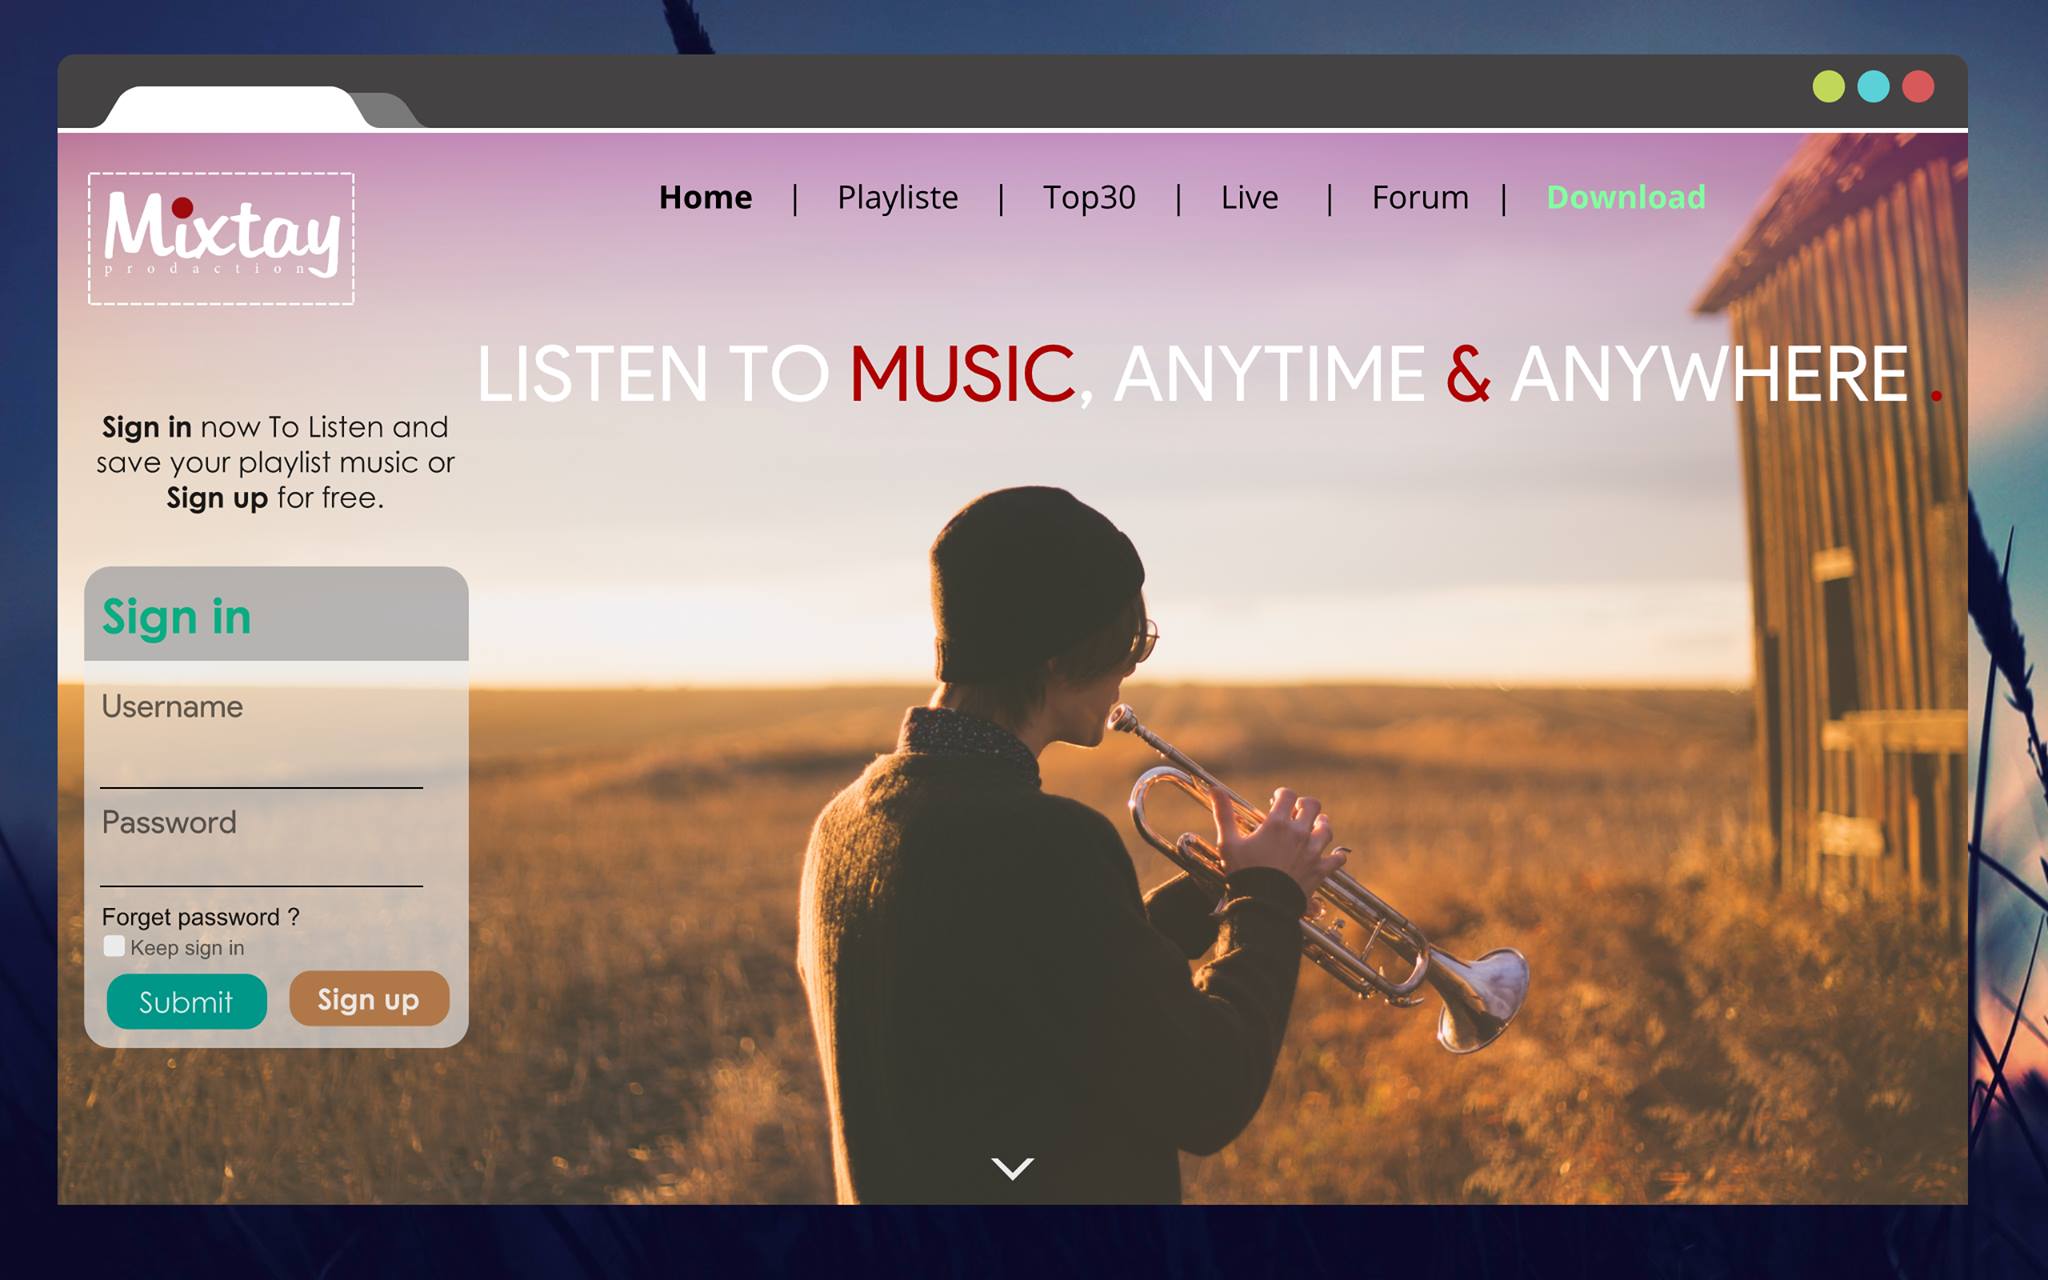 Mixtay
prodaction
Home | Playliste | Top30 | Live | Forum | Download
LISTEN TO MUSIC, ANYTIME & ANYWHERE .
Sign in now To Listen and
save your playlist music or
Sign up for free.
Sign in
Username
Password
Forget password ?
Keep sign in
Submit Sign up